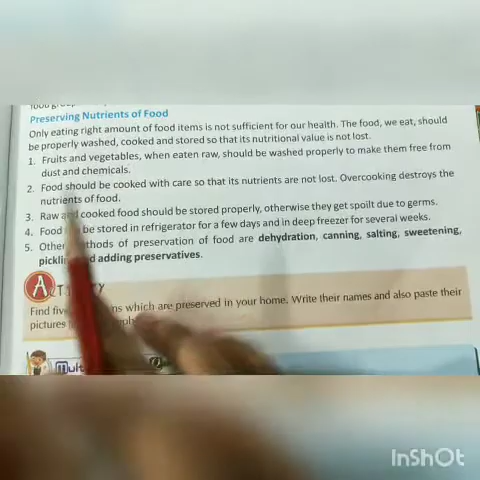 Preserving Nutrients of Food
Only eating right amount of food items is not sufficient for our health. The food, we eat, should
be properly washed, cooked and stored so that its nutritional value is not lost.
1. Fruits and vegetables, when eaten raw, should be washed properly to make them free from
dust and chemicals.
2. Food should be cooked with care so that its nutrients are not lost. Overcooking destroys the
nutrients of food.
3. Raw and cooked food should be stored properly, otherwise they get spoilt due to germs.
4. Food be stored in refrigerator for a few days and in deep freezer for several weeks.
5. Other methods of preservation of food are dehydration, canning, salting, sweetening,
pickling and adding preservatives.
Find five which are preserved in your home. Write their names and also paste their
pictures
InShOt